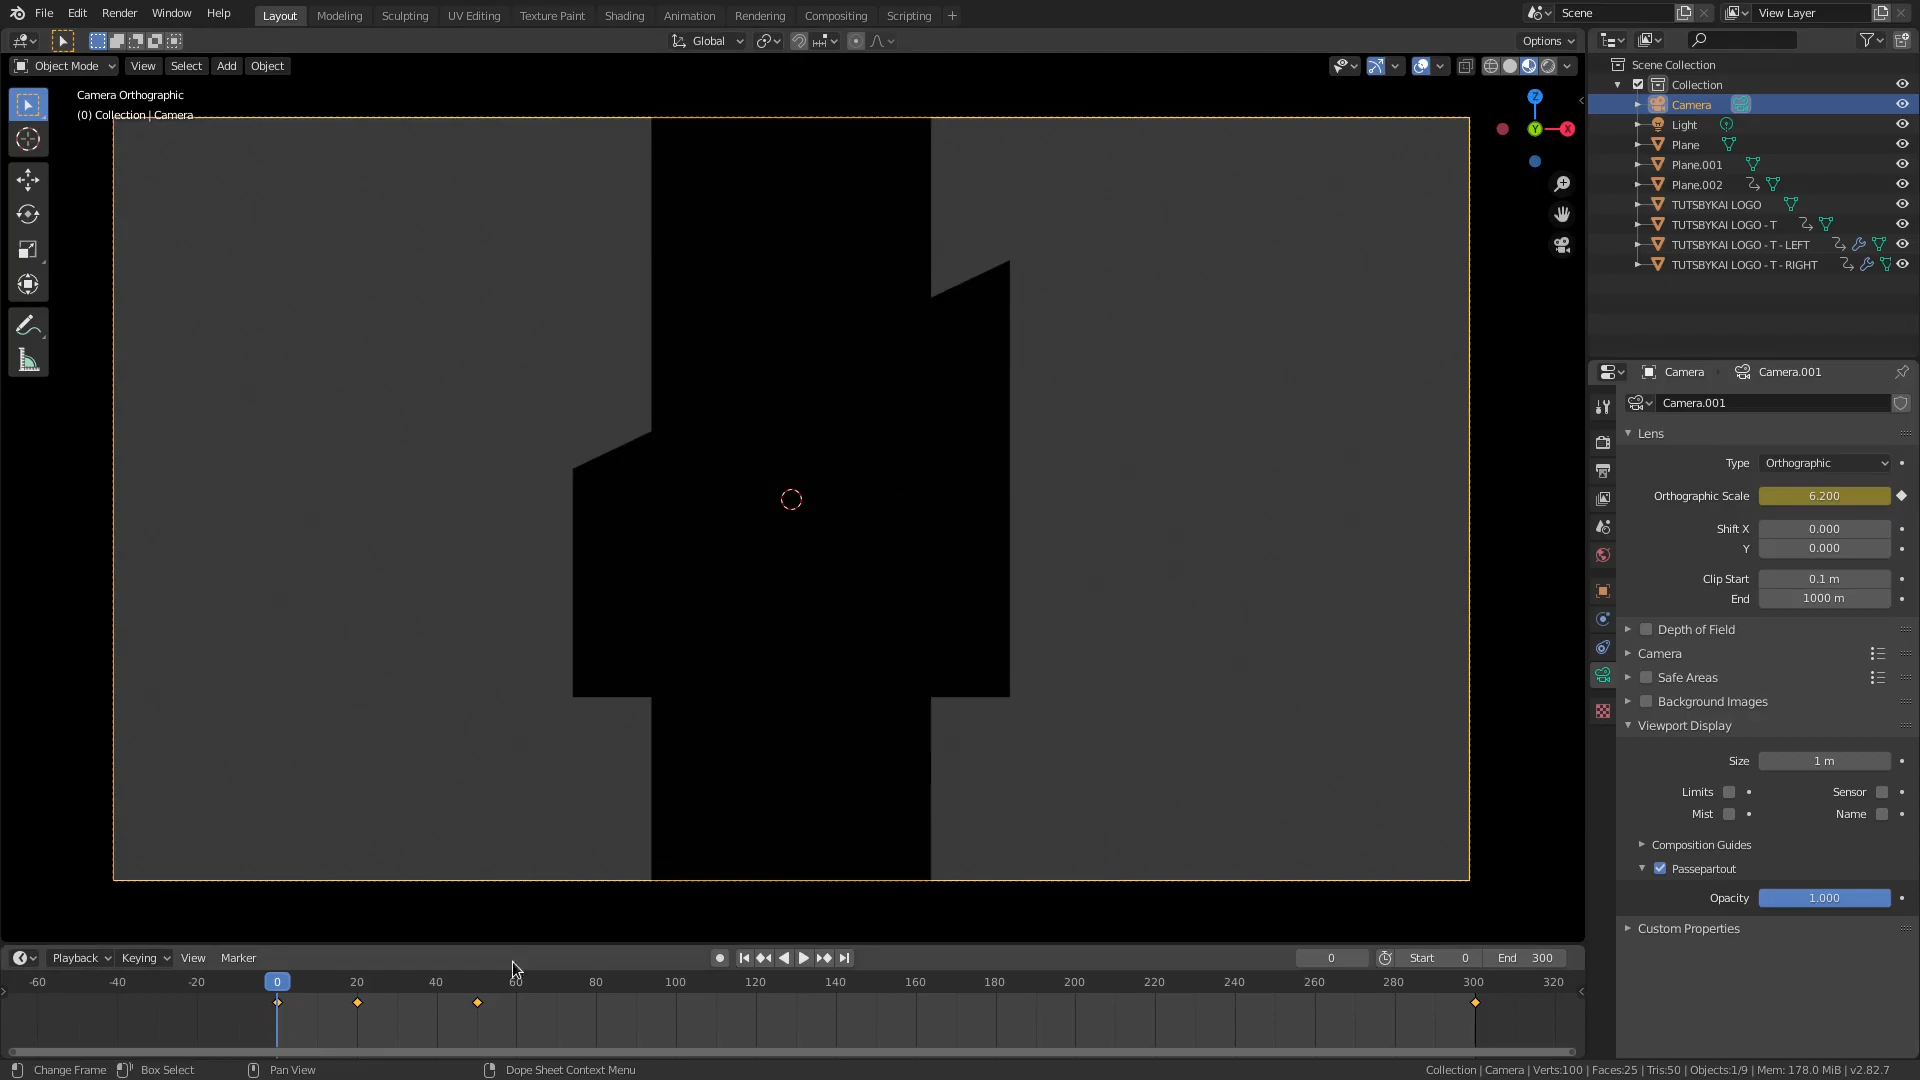 File Edit Render Window Help Layout Modeling Sculpting UV Editing Texture Paint Shading Animation Rendering Compositing Scripting + Scene View Layer
Global Options
Object Mode View Select Add Object
Camera Orthographic
(0) Collection | Camera
Z
Y X
Scene Collection
Collection
Camera
Light
Plane
Plane.001
Plane.002
TUTSBYKAI LOGO
TUTSBYKAI LOGO - T
TUTSBYKAI LOGO - T - LEFT
TUTSBYKAI LOGO - T - RIGHT
Camera Camera.001
Camera.001
Lens
Type Orthographic
Orthographic Scale 6.200
Shift X 0.000
Y 0.000
Clip Start 0.1 m
End 1000 m
Depth of Field
Camera
Safe Areas
Background Images
Viewport Display
Size 1 m
Limits Sensor
Mist Name
Composition Guides
Passepartout
Opacity 1.000
Custom Properties
Playback Keying View Marker 0 Start 0 End 300
-60 -40 -20 0 20 40 60 80 100 120 140 160 180 200 220 240 260 280 300 320
Change Frame Box Select Pan View Dope Sheet Context Menu Collection | Camera | Verts:100 | Faces:25 | Tris:50 | Objects:1/9 | Mem: 178.0 MiB | v2.82.7